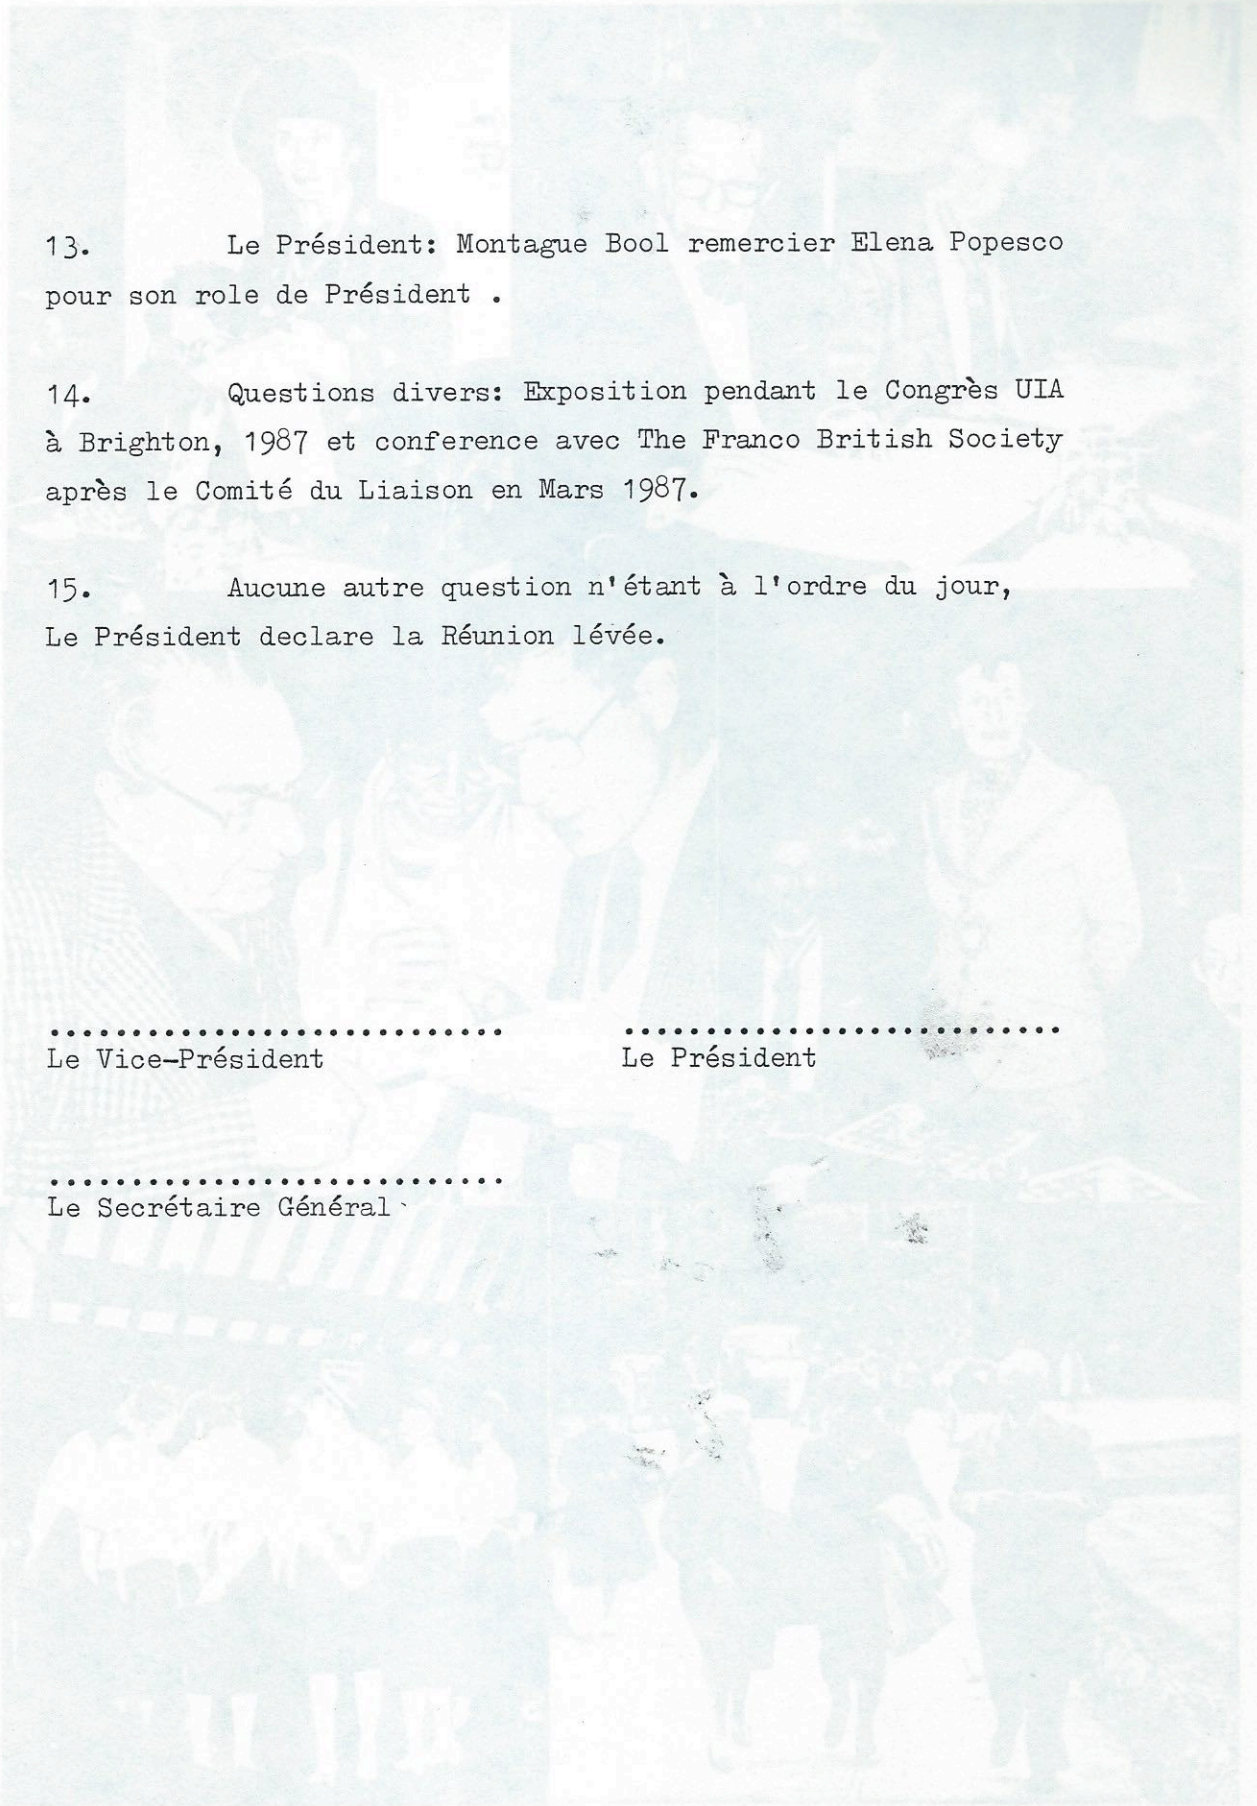 13. Le Président: Montague Bool remercier Elena Popesco
pour son role de Président .
14. Questions divers: Exposition pendant le Congrès UIA
à Brighton, 1987 et conference avec The Franco British Society
après le Comité du Liaison en Mars 1987.
15. Aucune autre question n'étant à l'ordre du jour,
Le Président declare la Réunion lévée.
............................ ...........................
Le Vice-Président Le Président
............................
Le Secrétaire Général